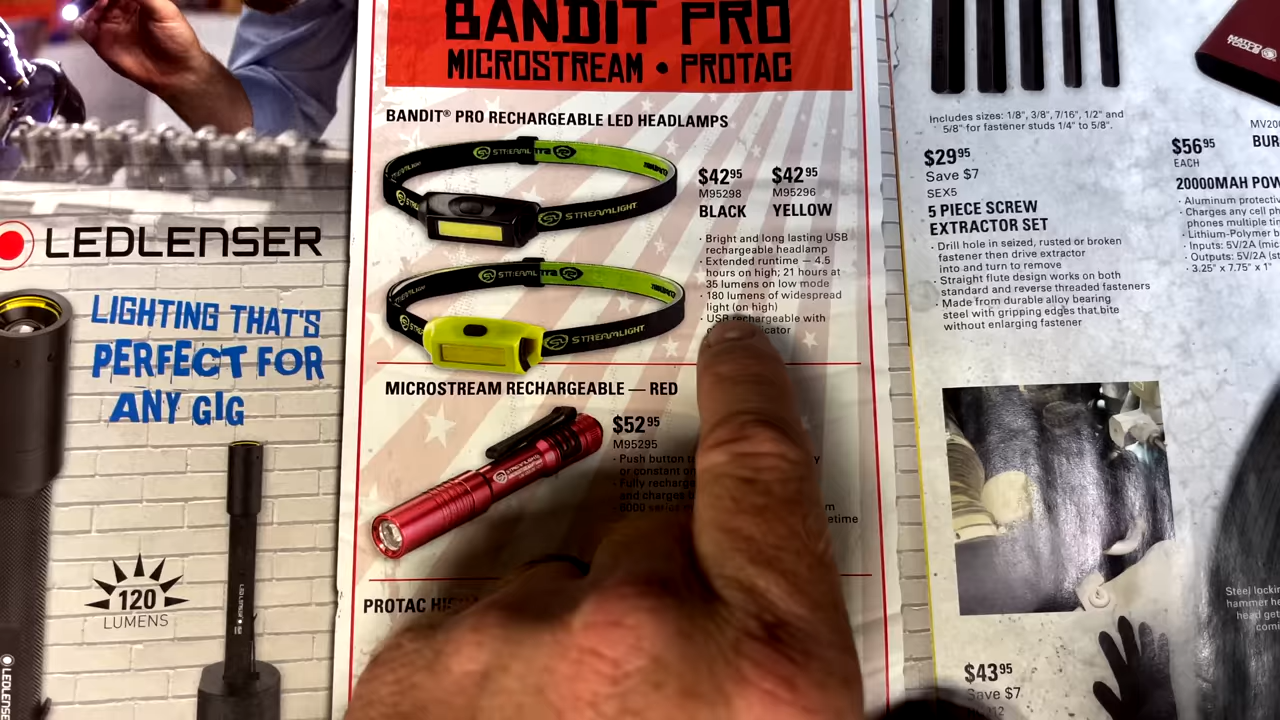 BANDIT PRO
MICROSTREAM • PROTAC
BANDIT® PRO RECHARGEABLE LED HEADLAMPS
STREAMLIGHT
STREAMLIGHT
$42.95
M95298
BLACK
$42.95
M95296
YELLOW
· Bright and long lasting USB
rechargeable headlamp
· Extended runtime — 4.5
hours on high; 21 hours at
35 lumens on low mode
· 180 lumens of widespread
light (on high)
· USB rechargeable with
MICROSTREAM RECHARGEABLE — RED
$52.95
M95295
· Push button
or constant
· Fully
and charges
· 6000 series
PROTAC
LEDLENSER
LIGHTING THAT'S
PERFECT FOR
ANY GIG
120
LUMENS
LEDLENSER
Includes sizes: 1/8", 3/8", 7/16", 1/2" and
5/8" for fastener studs 1/4" to 5/8".
$29.95
Save $7
SEX5
5 PIECE SCREW
EXTRACTOR SET
· Drill hole in seized, rusted or broken
fastener then drive extractor
into and turn to remove
· Straight flute design works on both
standard and reverse threaded fasteners
· Made from durable alloy bearing
steel with gripping edges that bite
without enlarging fastener
$43.95
Save $7
MATCO
TOOLS
$56.95
EACH
20000MAH
· Aluminum
· Charges any cell
phones multiple
· Lithium-Polymer
· Inputs: 5V/2A
· Outputs: 5V/2A
· 3.25" x 7.75" x 1"
hammer
head